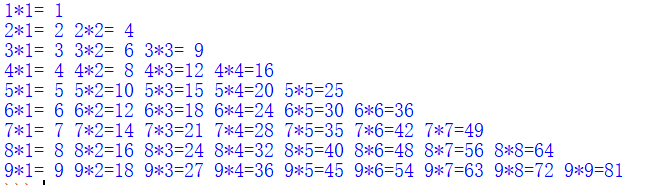 1*1= 1
2*1= 2 2*2= 4
3*1= 3 3*2= 6 3*3= 9
4*1= 4 4*2= 8 4*3=12 4*4=16
5*1= 5 5*2=10 5*3=15 5*4=20 5*5=25
6*1= 6 6*2=12 6*3=18 6*4=24 6*5=30 6*6=36
7*1= 7 7*2=14 7*3=21 7*4=28 7*5=35 7*6=42 7*7=49
8*1= 8 8*2=16 8*3=24 8*4=32 8*5=40 8*6=48 8*7=56 8*8=64
9*1= 9 9*2=18 9*3=27 9*4=36 9*5=45 9*6=54 9*7=63 9*8=72 9*9=81